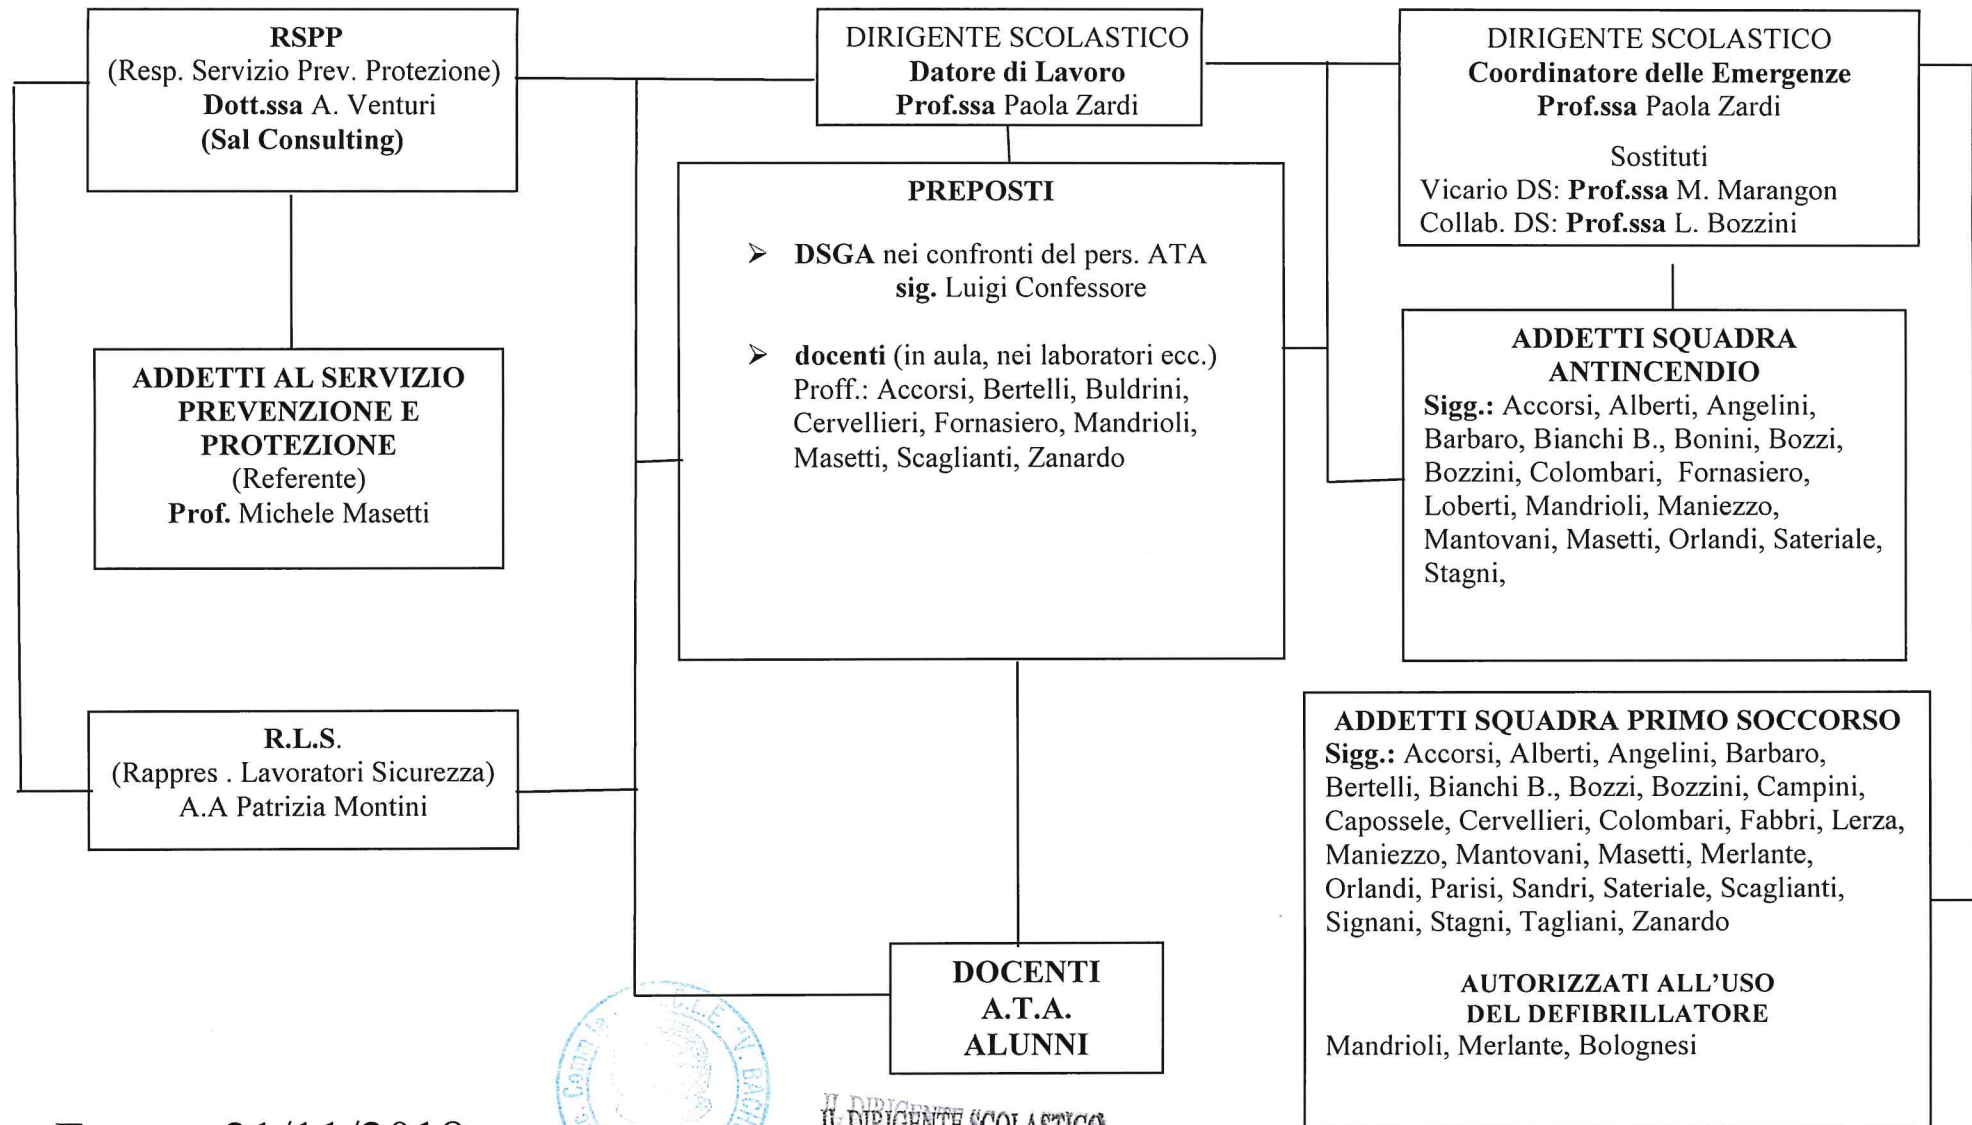 RSPP
(Resp. Servizio Prev. Protezione)
Dott.ssa A. Venturi
(Sal Consulting)
DIRIGENTE SCOLASTICO
Datore di Lavoro
Prof.ssa Paola Zardi
DIRIGENTE SCOLASTICO
Coordinatore delle Emergenze
Prof.ssa Paola Zardi
Sostituti
Vicario DS: Prof.ssa M. Marangon
Collab. DS: Prof.ssa L. Bozzini
PREPOSTI
➢ DSGA nei confronti del pers. ATA
sig. Luigi Confessore
➢ docenti (in aula, nei laboratori ecc.)
Proff.: Accorsi, Bertelli, Buldrini,
Cervellieri, Fornasiero, Mandrioli,
Masetti, Scaglianti, Zanardo
ADDETTI AL SERVIZIO
PREVENZIONE E
PROTEZIONE
(Referente)
Prof. Michele Masetti
ADDETTI SQUADRA
ANTINCENDIO
Sigg.: Accorsi, Alberti, Angelini,
Barbaro, Bianchi B., Bonini, Bozzi,
Bozzini, Colombari, Fornasiero,
Loberti, Mandrioli, Maniezzo,
Mantovani, Masetti, Orlandi, Sateriale,
Stagni,
R.L.S.
(Rappres . Lavoratori Sicurezza)
A.A Patrizia Montini
ADDETTI SQUADRA PRIMO SOCCORSO
Sigg.: Accorsi, Alberti, Angelini, Barbaro,
Bertelli, Bianchi B., Bozzi, Bozzini, Campini,
Capossele, Cervellieri, Colombari, Fabbri, Lerza,
Maniezzo, Mantovani, Masetti, Merlante,
Orlandi, Parisi, Sandri, Sateriale, Scaglianti,
Signani, Stagni, Tagliani, Zanardo
AUTORIZZATI ALL'USO
DEL DEFIBRILLATORE
Mandrioli, Merlante, Bolognesi
DOCENTI
A.T.A.
ALUNNI
IL DIRIGENTE SCOLASTICO